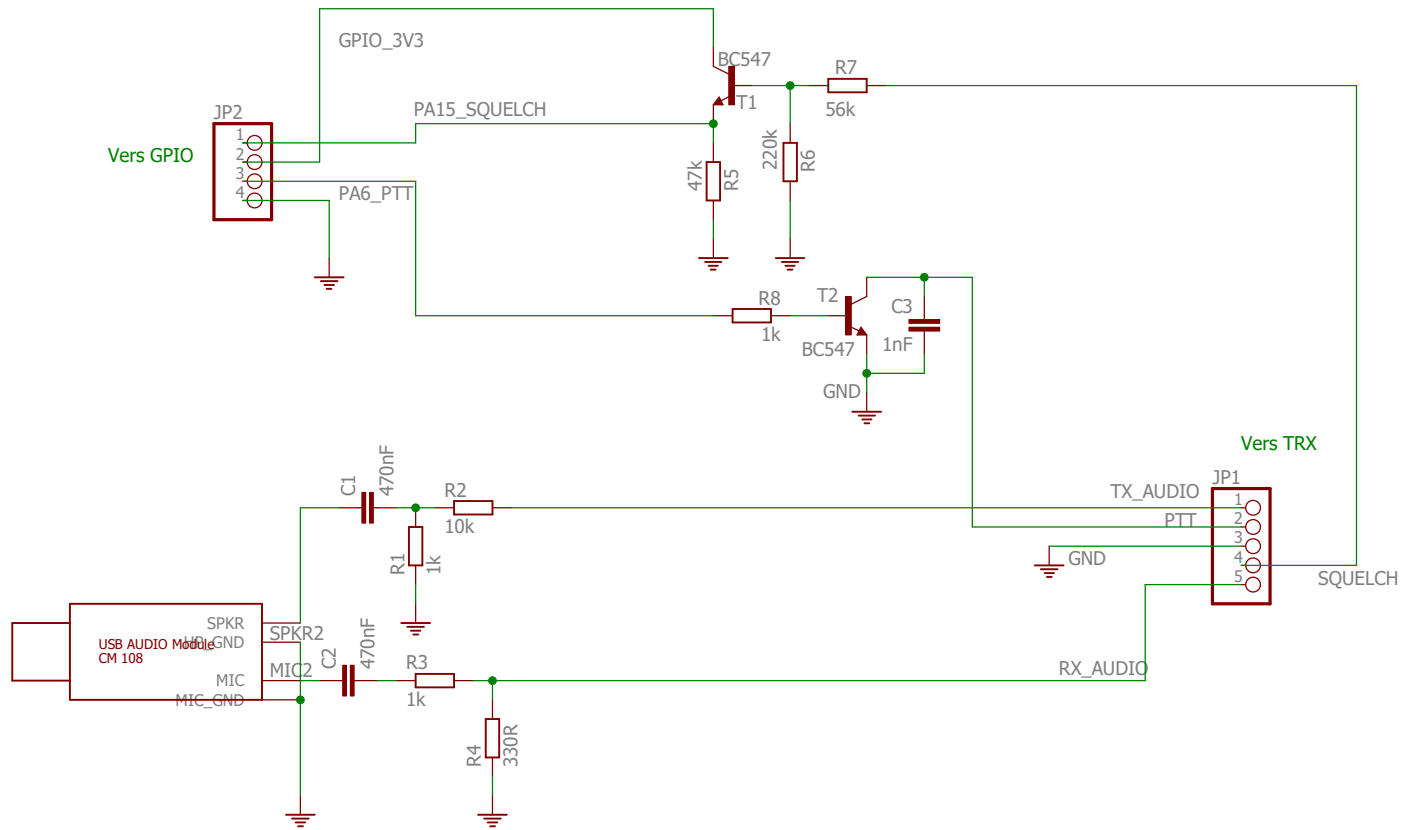 GPIO_3V3
BC547
T1
R7
56k
PA15_SQUELCH
JP2
1
2
3
4
Vers GPIO
PA6_PTT
47k
R5
220k
R6
R8
1k
T2
BC547
C3
1nF
GND
Vers TRX
JP1
1
2
3
4
5
TX_AUDIO
PTT
GND
SQUELCH
RX_AUDIO
C1
470nF
R2
10k
R1
1k
USB AUDIO Module
CM 108
SPKR
HP_GND
MIC
MIC_GND
SPKR2
MIC2
C2
470nF
R3
1k
R4
330R